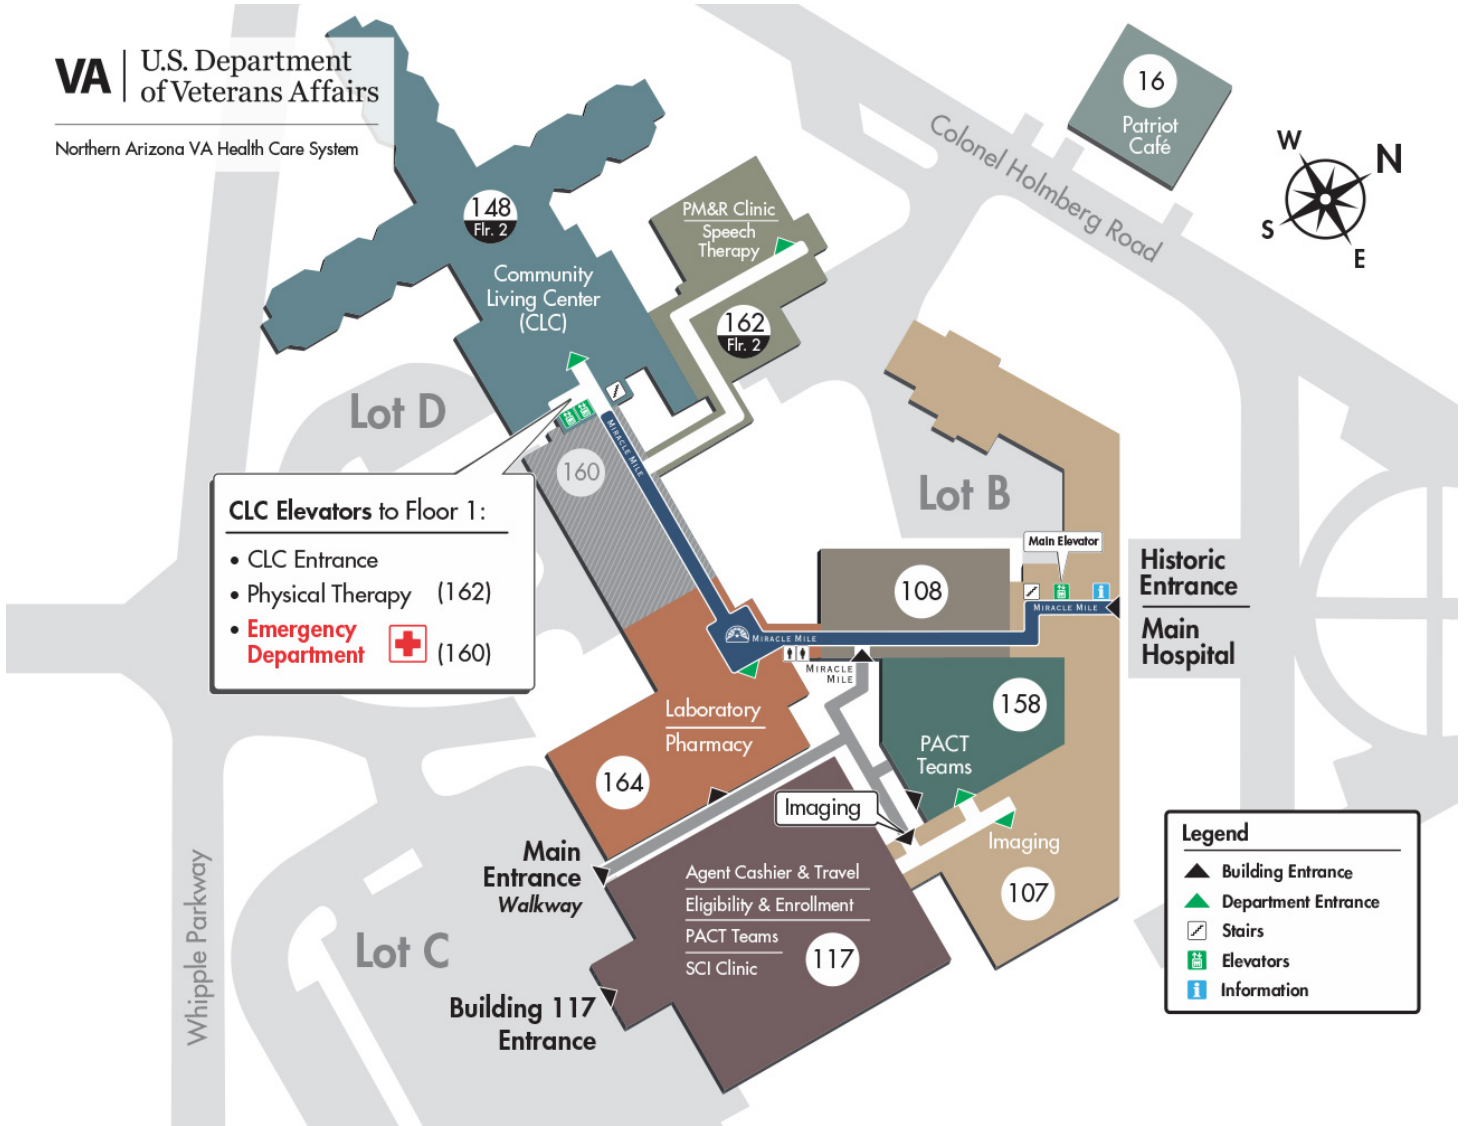 VA
U.S. Department
of Veterans Affairs
Northern Arizona VA Health Care System
16
Patriot
Café
Colonel Holmberg Road
W
N
S
E
148
Flr. 2
Community
Living Center
(CLC)
PM&R Clinic
Speech
Therapy
162
Flr. 2
Lot D
160
MIRACLE MILE
CLC Elevators to Floor 1:
• CLC Entrance
• Physical Therapy (162)
• Emergency
Department (160)
Lot B
Main Elevator
108
MIRACLE MILE
Historic
Entrance
Main
Hospital
MIRACLE MILE
MIRACLE
MILE
Laboratory
Pharmacy
164
158
PACT
Teams
Imaging
Imaging
107
Main
Entrance
Walkway
Agent Cashier & Travel
Eligibility & Enrollment
PACT Teams
SCI Clinic
117
Lot C
Building 117
Entrance
Whipple Parkway
Legend
Building Entrance
Department Entrance
Stairs
Elevators
Information